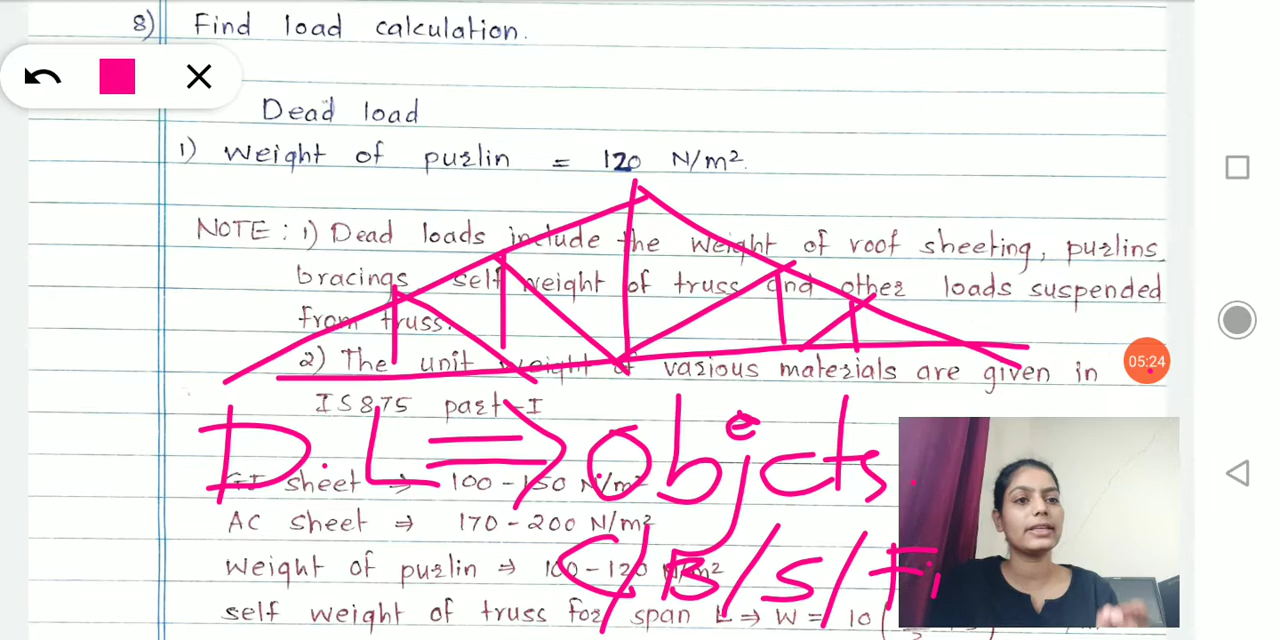 8) Find load calculation.
Dead load
1) weight of purlin = 120 N/m²
NOTE : 1) Dead loads include the weight of roof sheeting, purlins,
bracings self weight of truss and other loads suspended
from truss.
2) The unit weight of various materials are given in
05:24
IS875 part-I
D.L ⇒ Objects
GI sheet ⇒ 100 - 150 N/m²
AC sheet ⇒ 170 - 200 N/m²
C/B/S/F
weight of purlin ⇒ 100 - 120 N/m²
self weight of truss for span L ⇒ W = 10